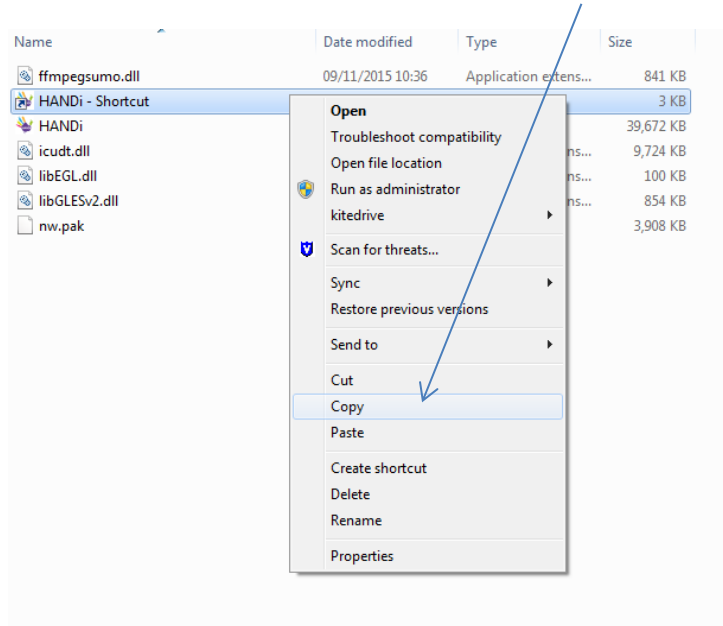 Name Date modified Type Size
ffmpegsumo.dll 09/11/2015 10:36 Application extens... 841 KB
HANDi - Shortcut 3 KB
HANDi 39,672 KB
icudt.dll ns... 9,724 KB
libEGL.dll ns... 100 KB
libGLESv2.dll ns... 854 KB
nw.pak 3,908 KB
Open
Troubleshoot compatibility
Open file location
Run as administrator
kitedrive
Scan for threats...
Sync
Restore previous versions
Send to
Cut
Copy
Paste
Create shortcut
Delete
Rename
Properties